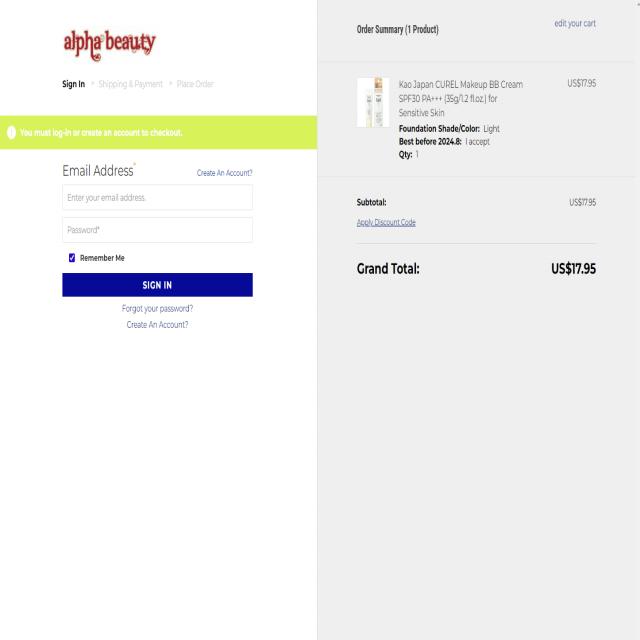 alpha beauty
Sign In • Shipping & Payment • Place Order
You must log-in or create an account to checkout.
Email Address*
Create An Account?
Enter your email address.
Password*
Remember Me
SIGN IN
Forgot your password?
Create An Account?
Order Summary (1 Product)
edit your cart
Kao Japan CUREL Makeup BB Cream
US$17.95
SPF30 PA+++ (35g/1.2 fl.oz.) for
Sensitive Skin
Foundation Shade/Color: Light
Best before 2024.8: I accept
Qty: 1
Subtotal:
US$17.95
Apply Discount Code
Grand Total:
US$17.95